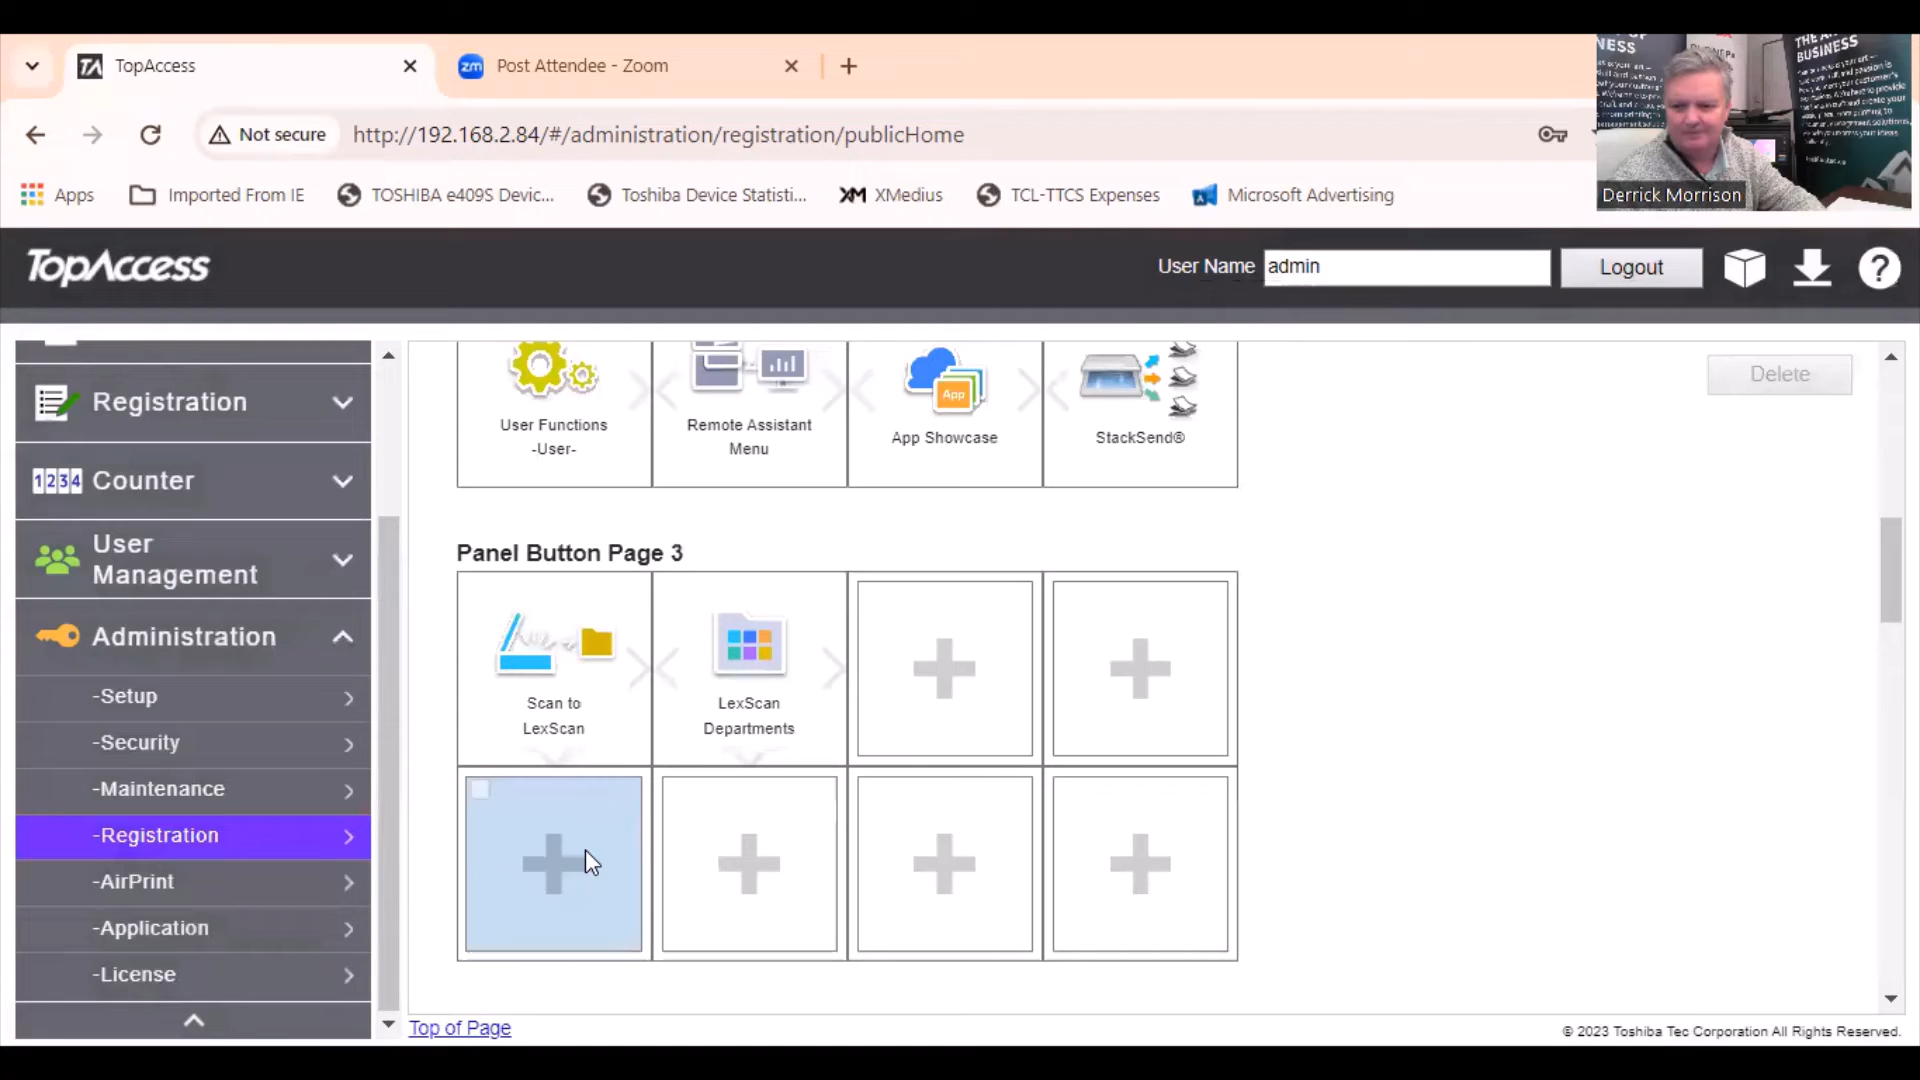 TopAccess
Post Attendee - Zoom
Not secure
http://192.168.2.84/#/administration/registration/publicHome
Apps
Imported From IE
TOSHIBA e409S Devic...
Toshiba Device Statisti...
XM XMedius
TCL-TTCS Expenses
Microsoft Advertising
BUSINESS
Derrick Morrison
TopAccess
User Name
admin
Logout
Registration
1234 Counter
User
Management
Administration
-Setup
-Security
-Maintenance
-Registration
-AirPrint
-Application
-License
User Functions
-User-
Remote Assistant
Menu
App
App Showcase
StackSend®
Delete
Panel Button Page 3
Scan to
LexScan
LexScan
Departments
Top of Page
© 2023 Toshiba Tec Corporation All Rights Reserved.